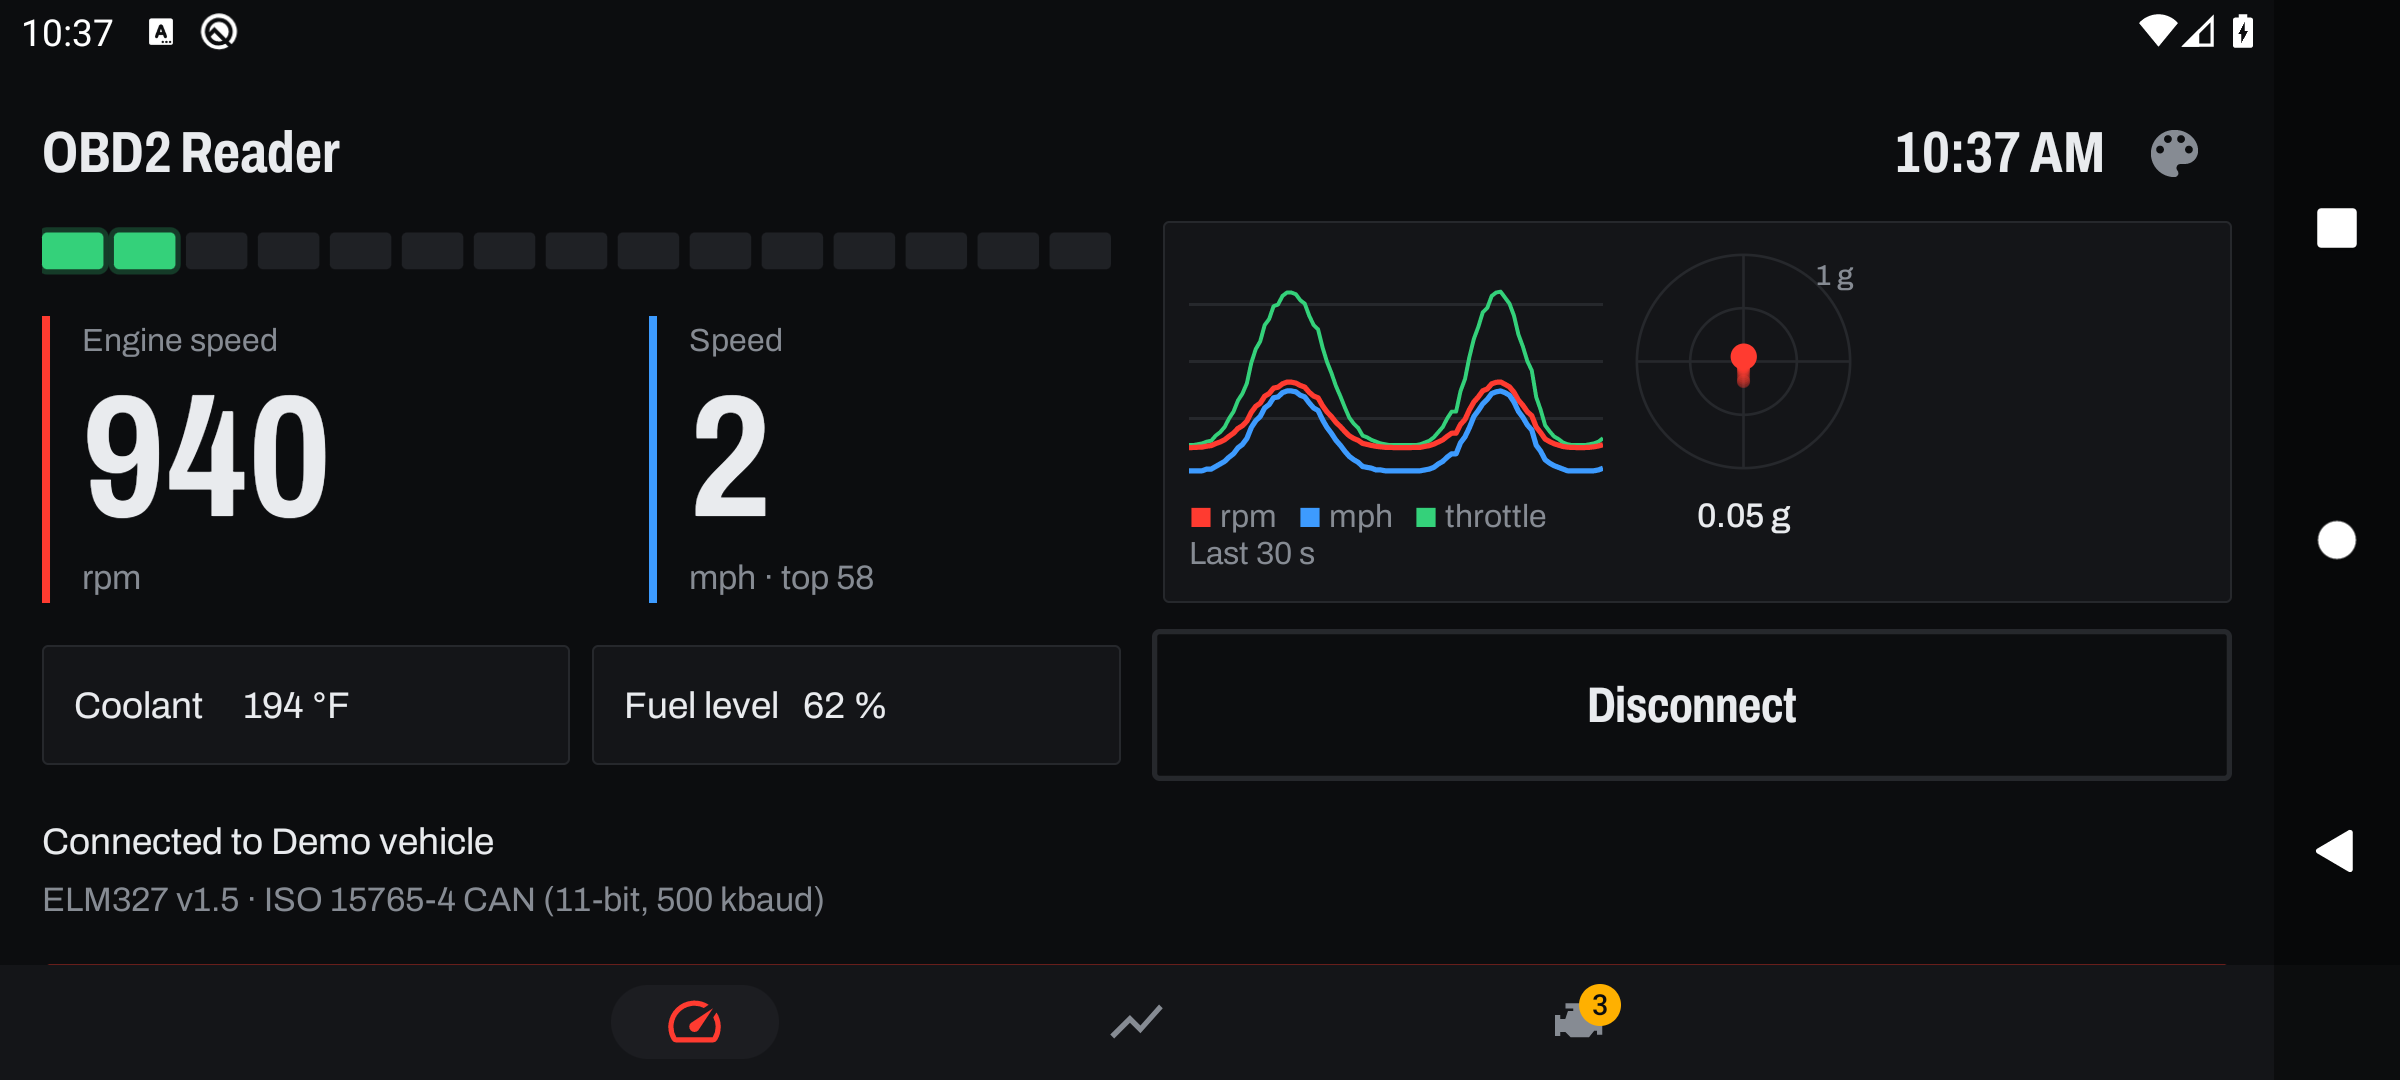 10:37
OBD2 Reader
10:37 AM
Engine speed
940
rpm
Speed
2
mph · top 58
1 g
0.05 g
rpm mph throttle
Last 30 s
Coolant 194 °F
Fuel level 62 %
Disconnect
Connected to Demo vehicle
ELM327 v1.5 · ISO 15765-4 CAN (11-bit, 500 kbaud)
3